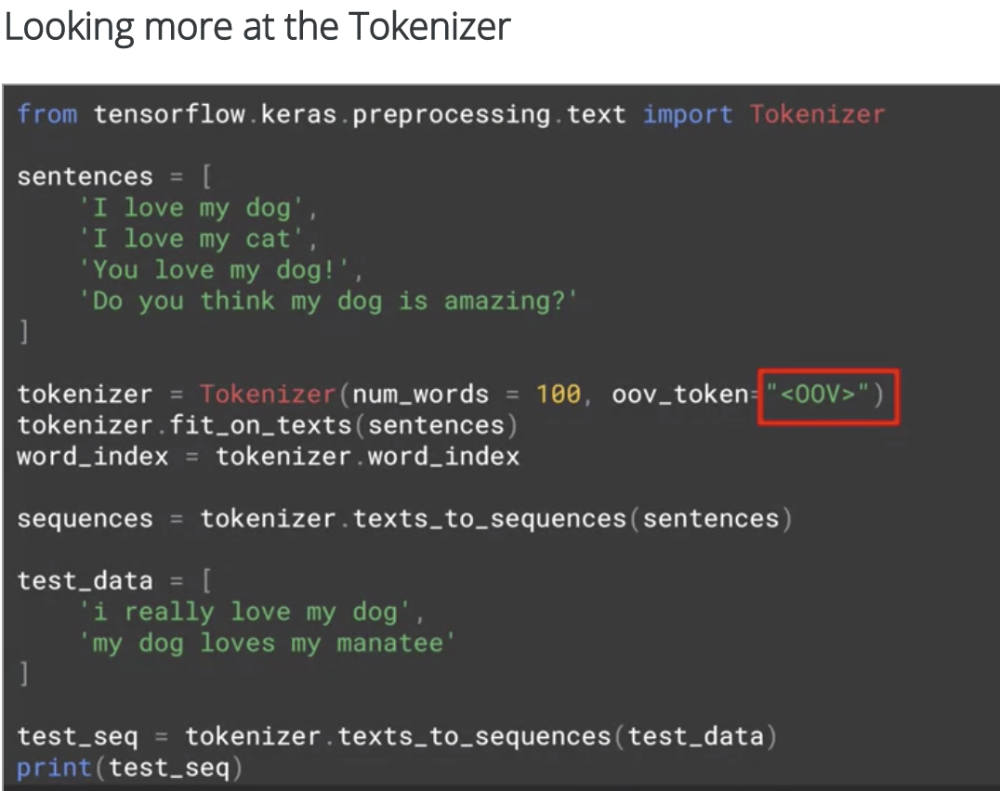 Looking more at the Tokenizer
from tensorflow.keras.preprocessing.text import Tokenizer
sentences = [
    'I love my dog',
    'I love my cat',
    'You love my dog!',
    'Do you think my dog is amazing?'
]
tokenizer = Tokenizer(num_words = 100, oov_token="<OOV>")
tokenizer.fit_on_texts(sentences)
word_index = tokenizer.word_index
sequences = tokenizer.texts_to_sequences(sentences)
test_data = [
    'i really love my dog',
    'my dog loves my manatee'
]
test_seq = tokenizer.texts_to_sequences(test_data)
print(test_seq)